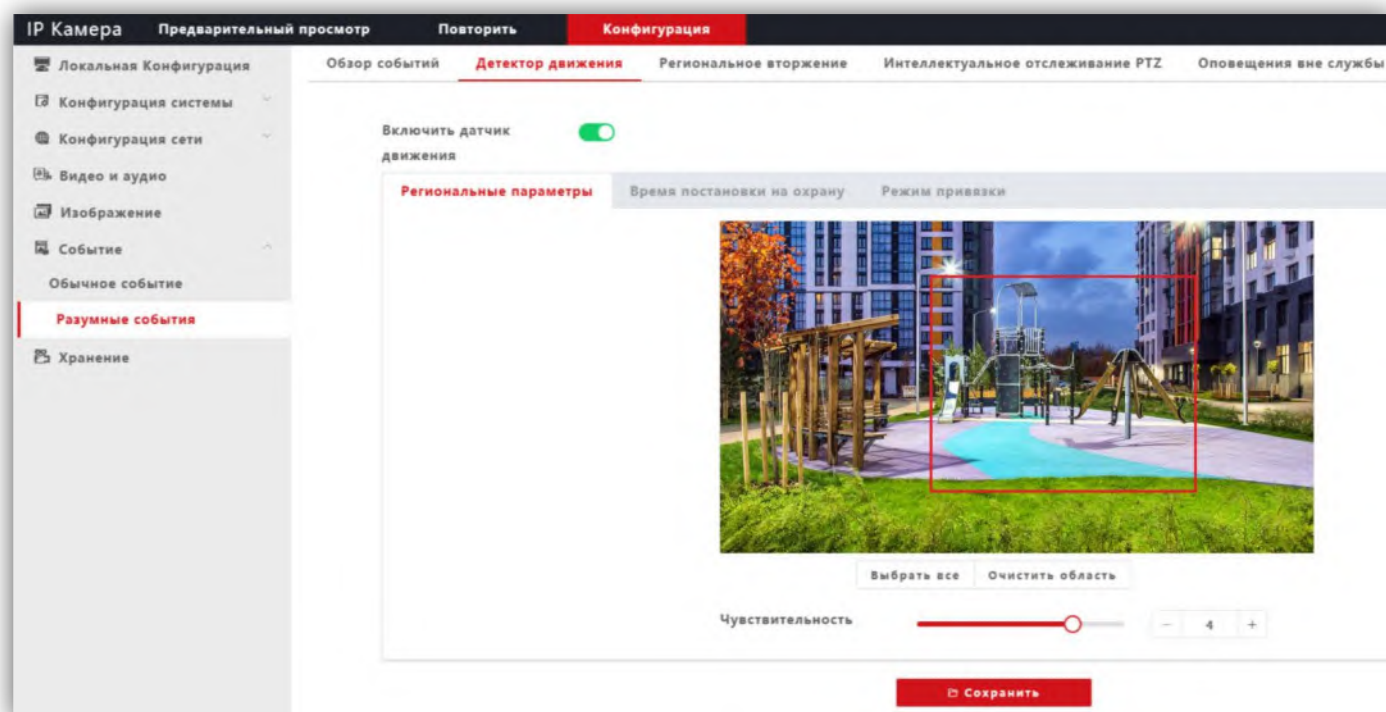 IP Камера Предварительный просмотр Повторить Конфигурация
Локальная Конфигурация
Конфигурация системы
Конфигурация сети
Видео и аудио
Изображение
Событие
Обычное событие
Разумные события
Хранение
Обзор событий Детектор движения Региональное вторжение Интеллектуальное отслеживание PTZ Оповещения вне службы
Включить датчик
движения
Региональные параметры Время постановки на охрану Режим привязки
Выбрать все Очистить область
Чувствительность − 4 +
Сохранить